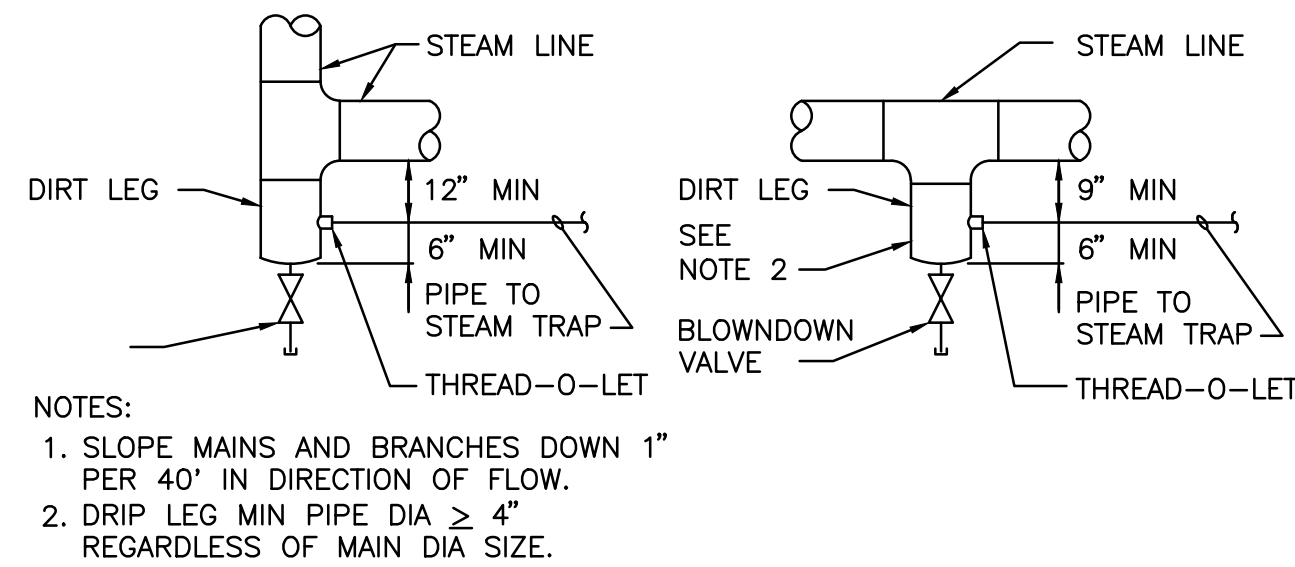 STEAM LINE
DIRT LEG
12” MIN
6” MIN
PIPE TO
STEAM TRAP
THREAD-O-LET
STEAM LINE
DIRT LEG
SEE
NOTE 2
9” MIN
6” MIN
PIPE TO
STEAM TRAP
BLOWNDOWN
VALVE
THREAD-O-LET
NOTES:
1. SLOPE MAINS AND BRANCHES DOWN 1”
PER 40' IN DIRECTION OF FLOW.
2. DRIP LEG MIN PIPE DIA ≥ 4”
REGARDLESS OF MAIN DIA SIZE.